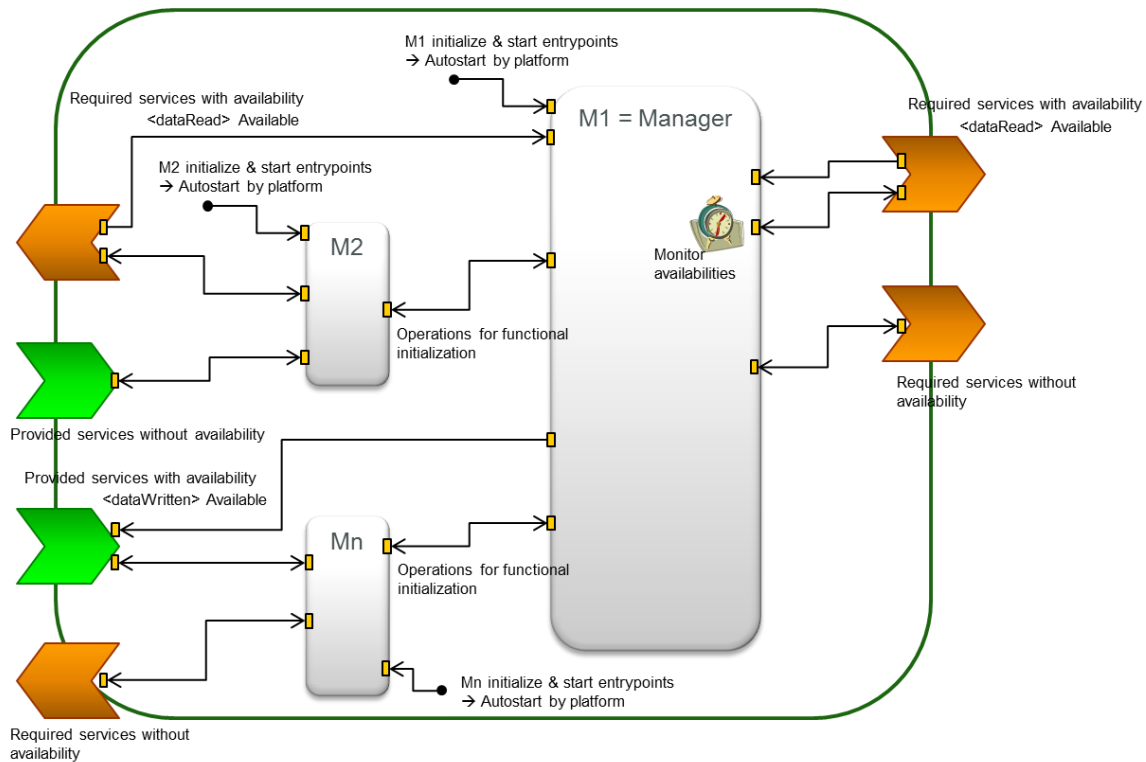 M1 initialize & start entrypoints
→ Autostart by platform
Required services with availability
<dataRead> Available
M1 = Manager
Required services with availability
<dataRead> Available
M2 initialize & start entrypoints
→ Autostart by platform
M2
Monitor
availabilities
Operations for functional
initialization
Required services without
availability
Provided services without availability
Provided services with availability
<dataWritten> Available
Mn
Operations for functional
initialization
Mn initialize & start entrypoints
→ Autostart by platform
Required services without
availability